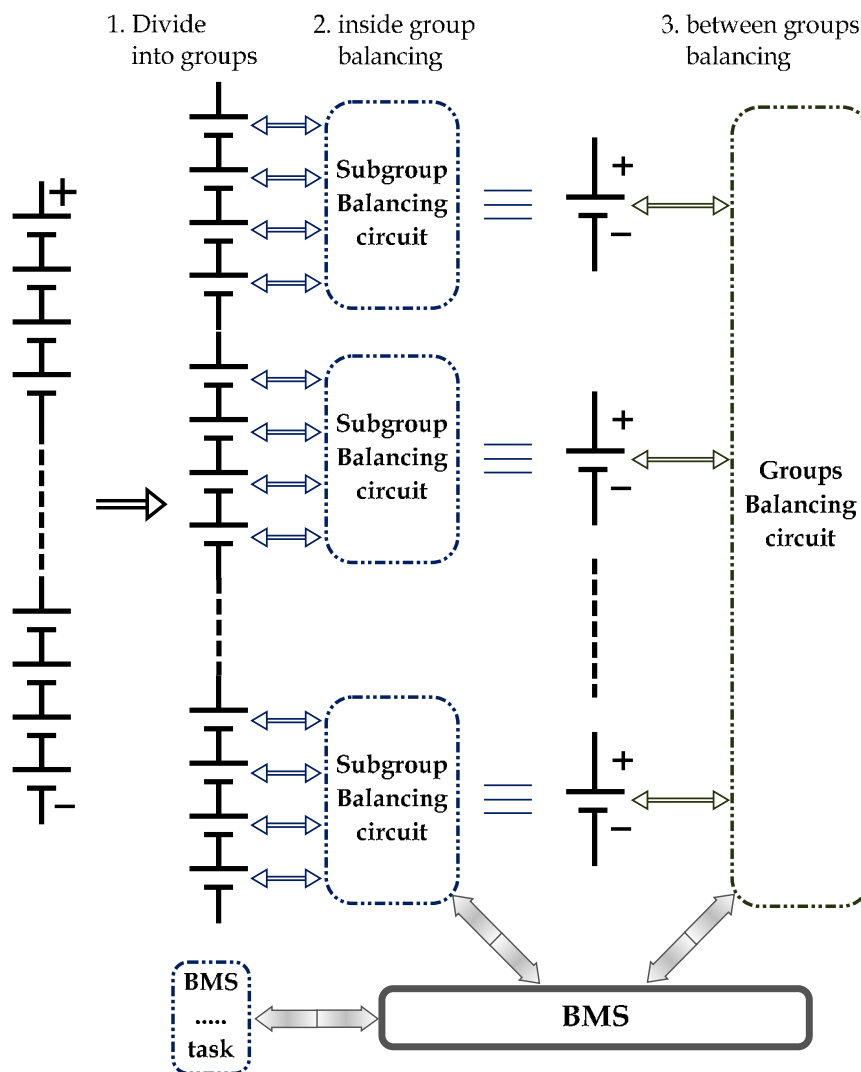 1. Divide
into groups
2. inside group
balancing
3. between groups
balancing
+
Subgroup
Balancing
circuit
+
−
Subgroup
Balancing
circuit
+
−
Groups
Balancing
circuit
Subgroup
Balancing
circuit
+
−
−
BMS
.....
task
BMS